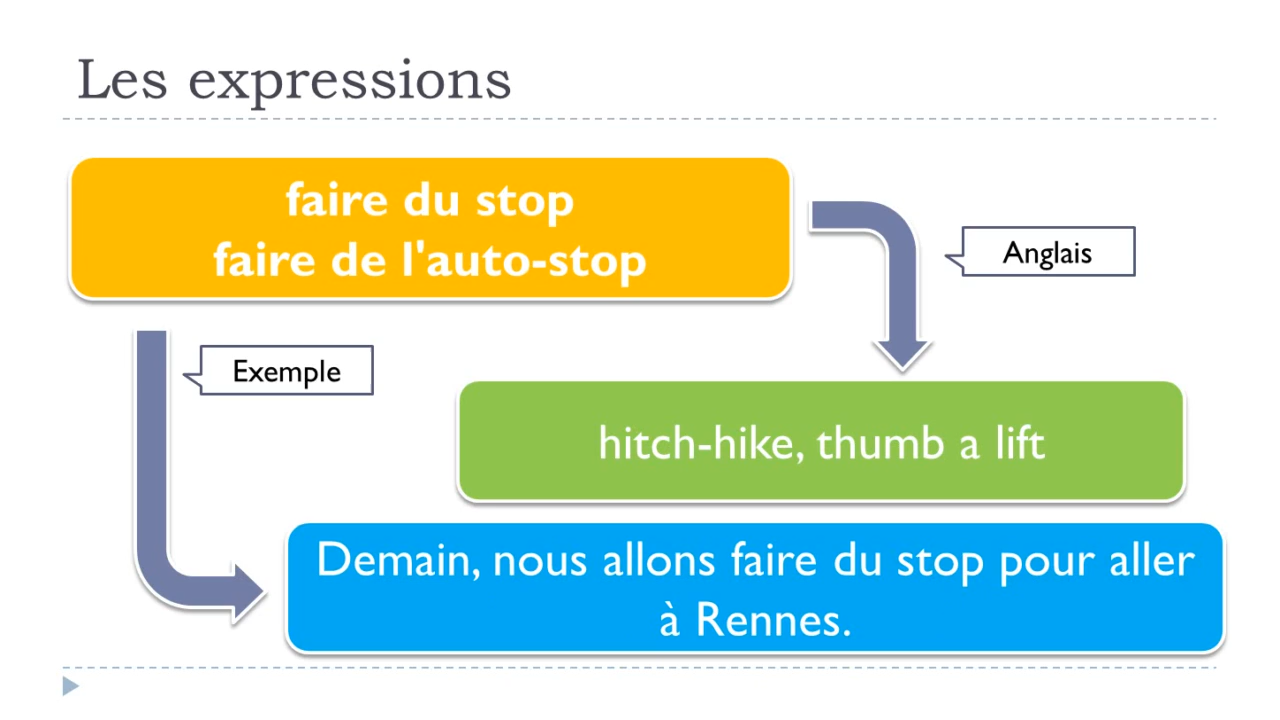 Les expressions
faire du stop
faire de l'auto-stop
Anglais
Exemple
hitch-hike, thumb a lift
Demain, nous allons faire du stop pour aller
à Rennes.